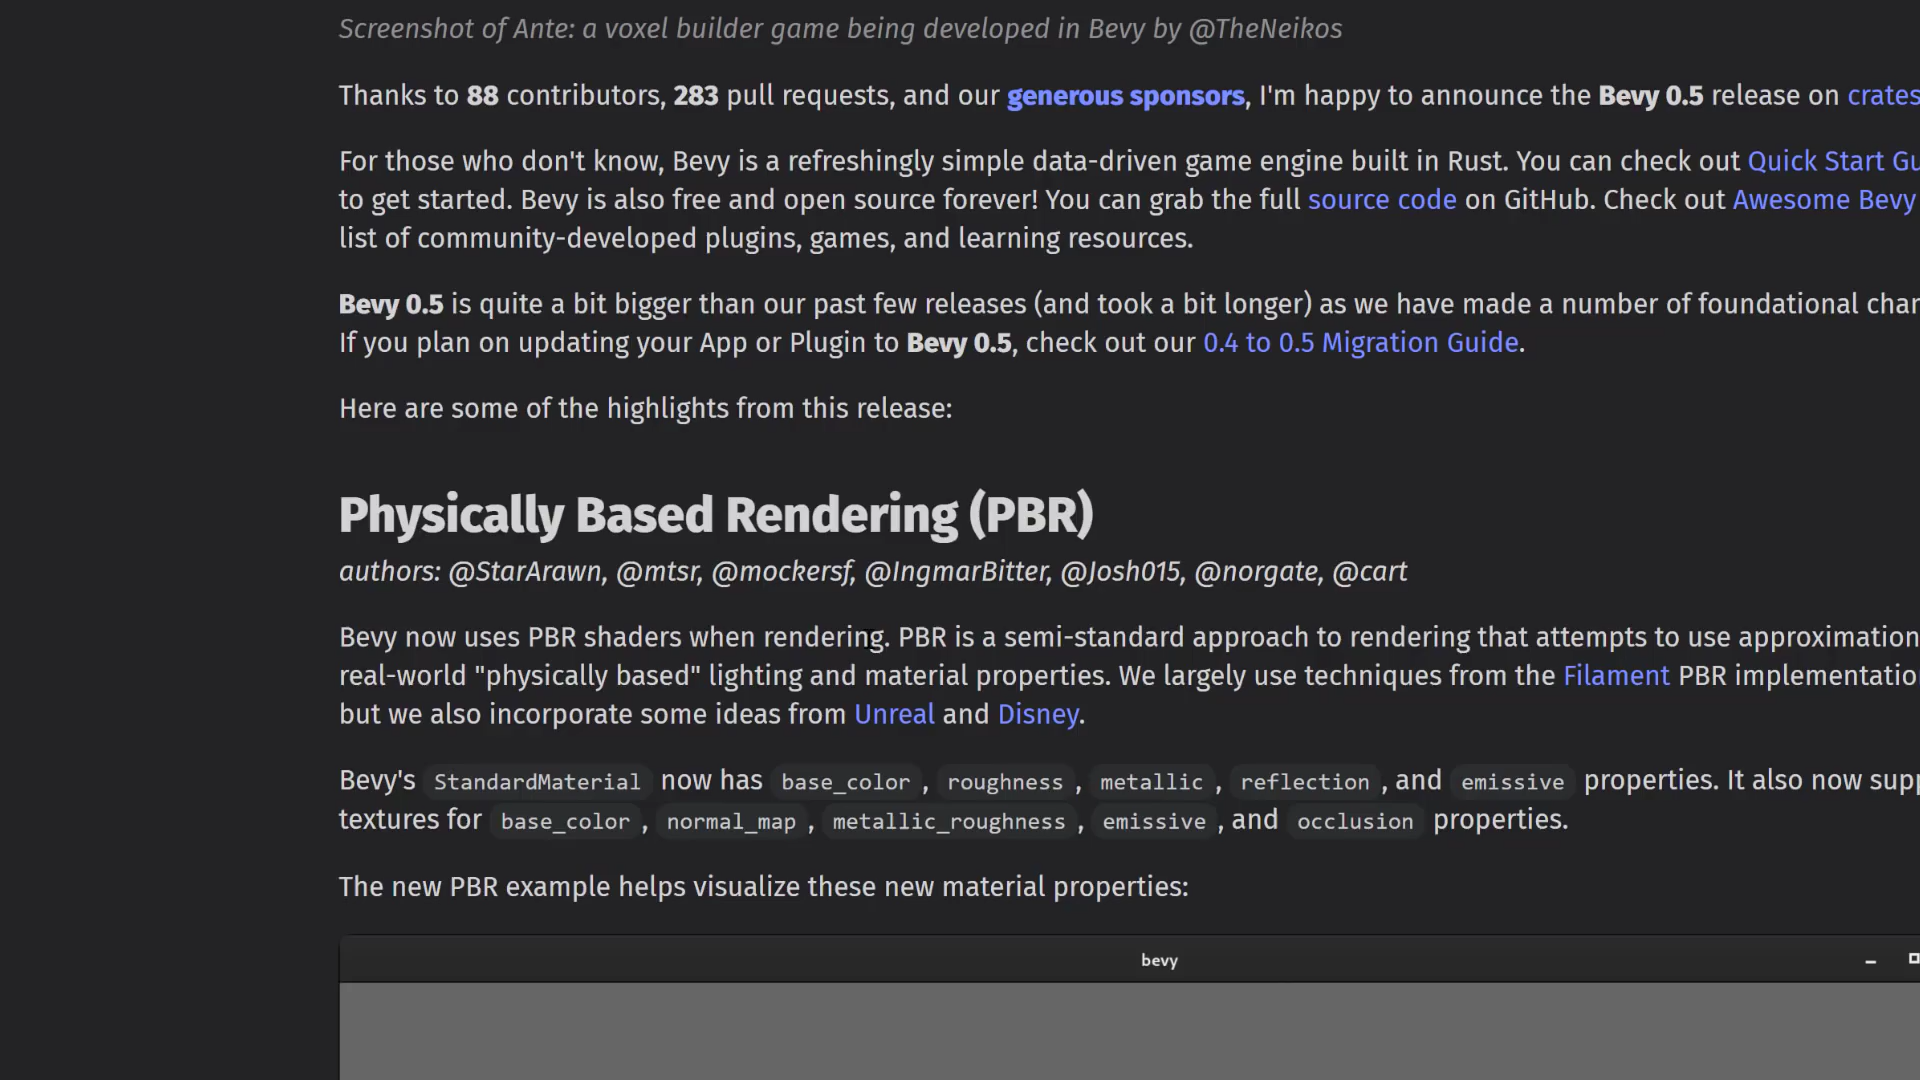 Screenshot of Ante: a voxel builder game being developed in Bevy by @TheNeikos
Thanks to 88 contributors, 283 pull requests, and our generous sponsors, I'm happy to announce the Bevy 0.5 release on crates
For those who don't know, Bevy is a refreshingly simple data-driven game engine built in Rust. You can check out Quick Start Gu
to get started. Bevy is also free and open source forever! You can grab the full source code on GitHub. Check out Awesome Bevy
list of community-developed plugins, games, and learning resources.
Bevy 0.5 is quite a bit bigger than our past few releases (and took a bit longer) as we have made a number of foundational char
If you plan on updating your App or Plugin to Bevy 0.5, check out our 0.4 to 0.5 Migration Guide.
Here are some of the highlights from this release:
Physically Based Rendering (PBR)
authors: @StarArawn, @mtsr, @mockersf, @IngmarBitter, @Josh015, @norgate, @cart
Bevy now uses PBR shaders when rendering. PBR is a semi-standard approach to rendering that attempts to use approximation
real-world "physically based" lighting and material properties. We largely use techniques from the Filament PBR implementatio
but we also incorporate some ideas from Unreal and Disney.
Bevy's StandardMaterial now has base_color, roughness, metallic, reflection, and emissive properties. It also now supp
textures for base_color, normal_map, metallic_roughness, emissive, and occlusion properties.
The new PBR example helps visualize these new material properties:
bevy